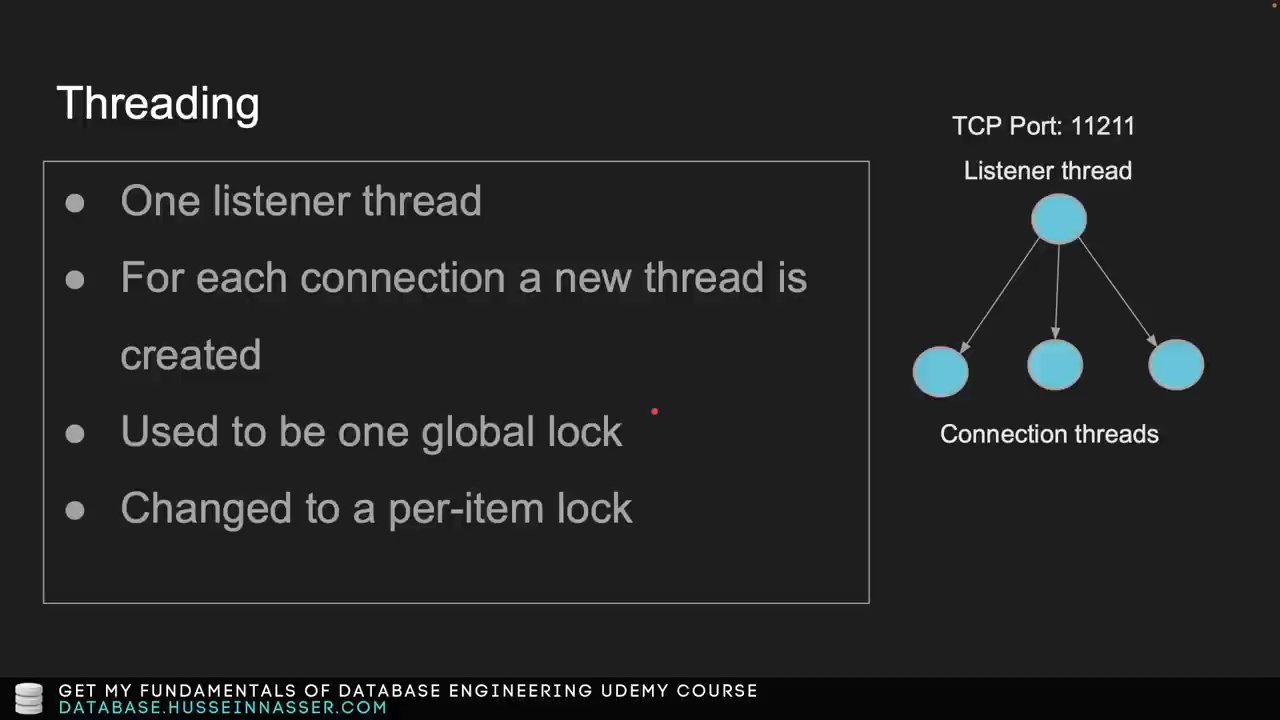 Threading
● One listener thread
● For each connection a new thread is
created
● Used to be one global lock
● Changed to a per-item lock
TCP Port: 11211
Listener thread
Connection threads
GET MY FUNDAMENTALS OF DATABASE ENGINEERING UDEMY COURSE
DATABASE.HUSSEINNASSER.COM